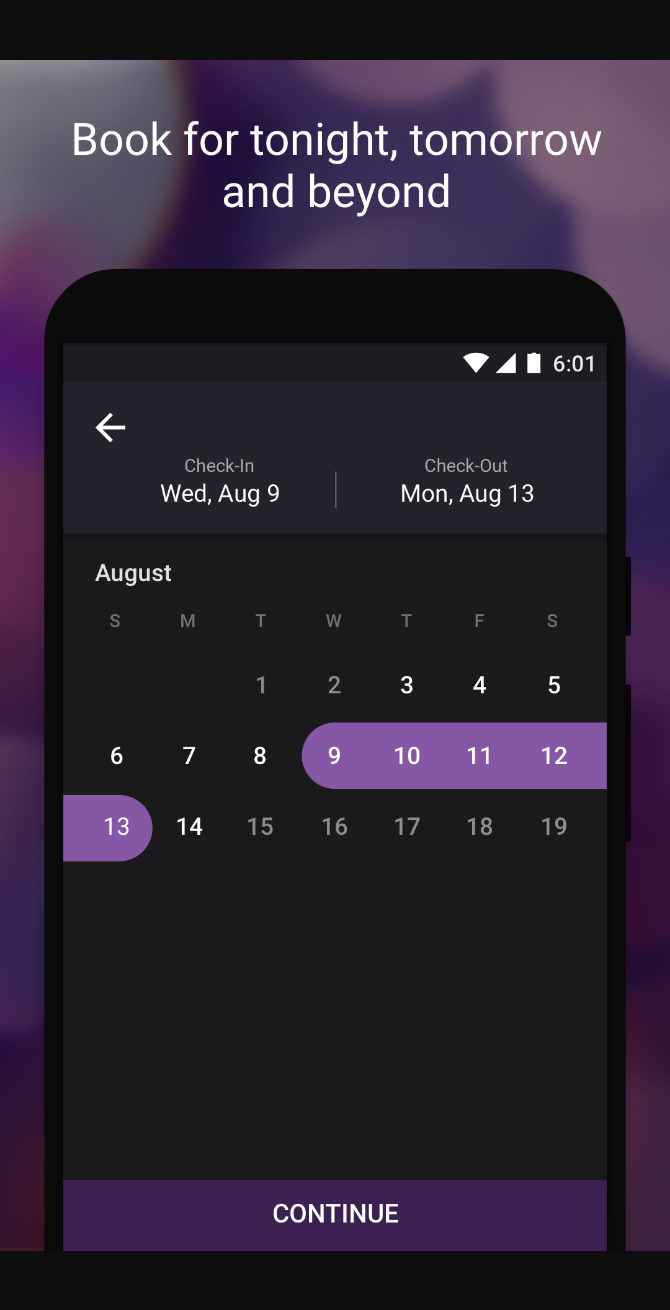 Book for tonight, tomorrow
and beyond
6:01
Check-In
Check-Out
Wed, Aug 9
Mon, Aug 13
August
S M T W T F S
1 2 3 4 5
6 7 8 9 10 11 12
13 14 15 16 17 18 19
CONTINUE